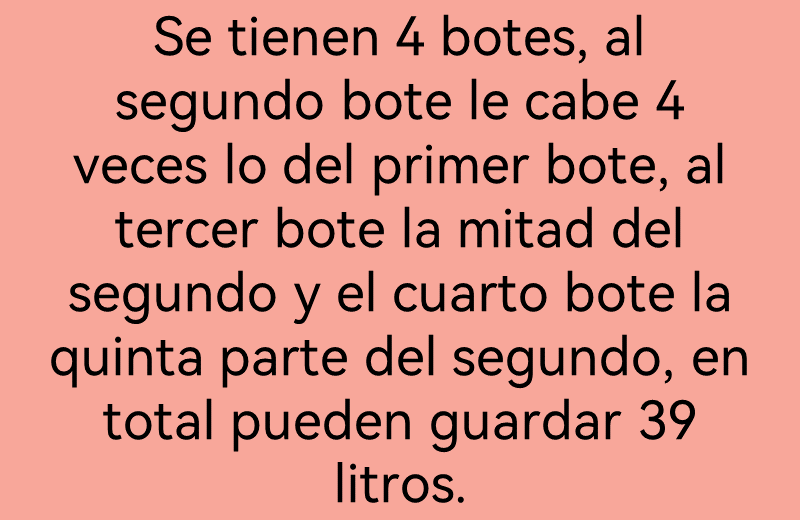 Se tienen 4 botes, al
segundo bote le cabe 4
veces lo del primer bote, al
tercer bote la mitad del
segundo y el cuarto bote la
quinta parte del segundo, en
total pueden guardar 39
litros.